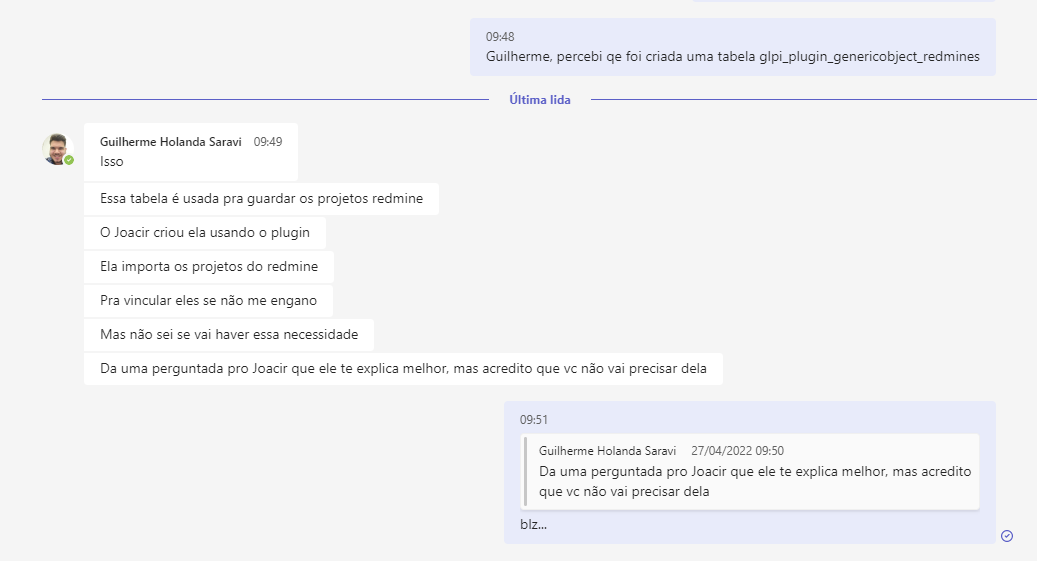 09:48
Guilherme, percebi qe foi criada uma tabela glpi_plugin_genericobject_redmines
Última lida
Guilherme Holanda Saravi 09:49
Isso
Essa tabela é usada pra guardar os projetos redmine
O Joacir criou ela usando o plugin
Ela importa os projetos do redmine
Pra vincular eles se não me engano
Mas não sei se vai haver essa necessidade
Da uma perguntada pro Joacir que ele te explica melhor, mas acredito que vc não vai precisar dela
09:51
Guilherme Holanda Saravi 27/04/2022 09:50
Da uma perguntada pro Joacir que ele te explica melhor, mas acredito
que vc não vai precisar dela
blz...